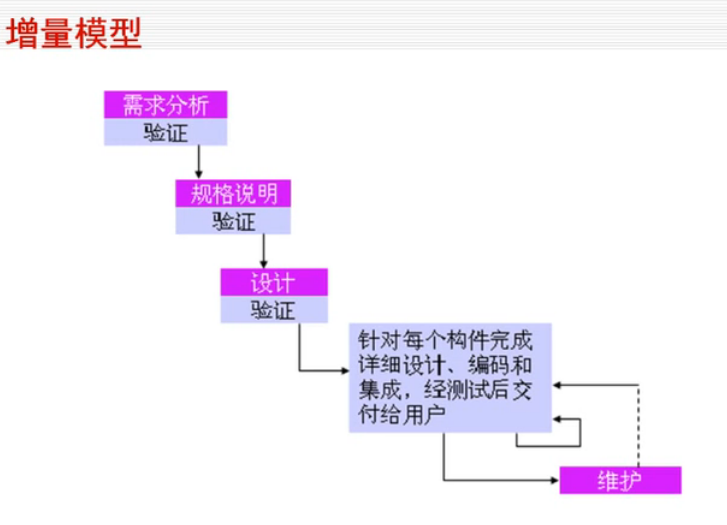 增量模型
需求分析
验证
规格说明
验证
设计
验证
针对每个构件完成
详细设计、编码和
集成，经测试后交
付给用户
维护